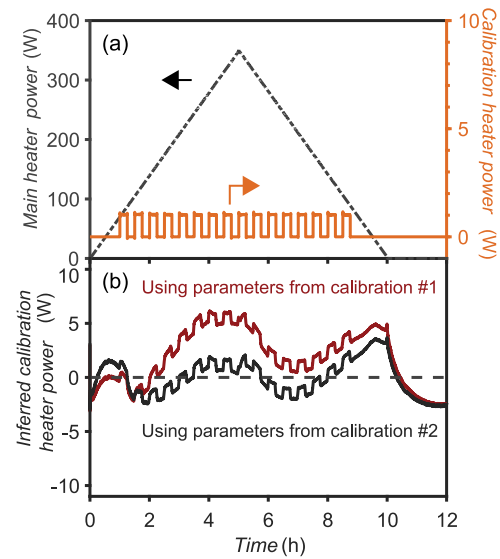 400
300
200
100
0
Main heater power (W)
(a)
10
5
0
Calibration heater power (W)
10
5
0
-5
-10
Inferred calibration
heater power (W)
(b)
Using parameters from calibration #1
Using parameters from calibration #2
0 2 4 6 8 10 12
Time (h)